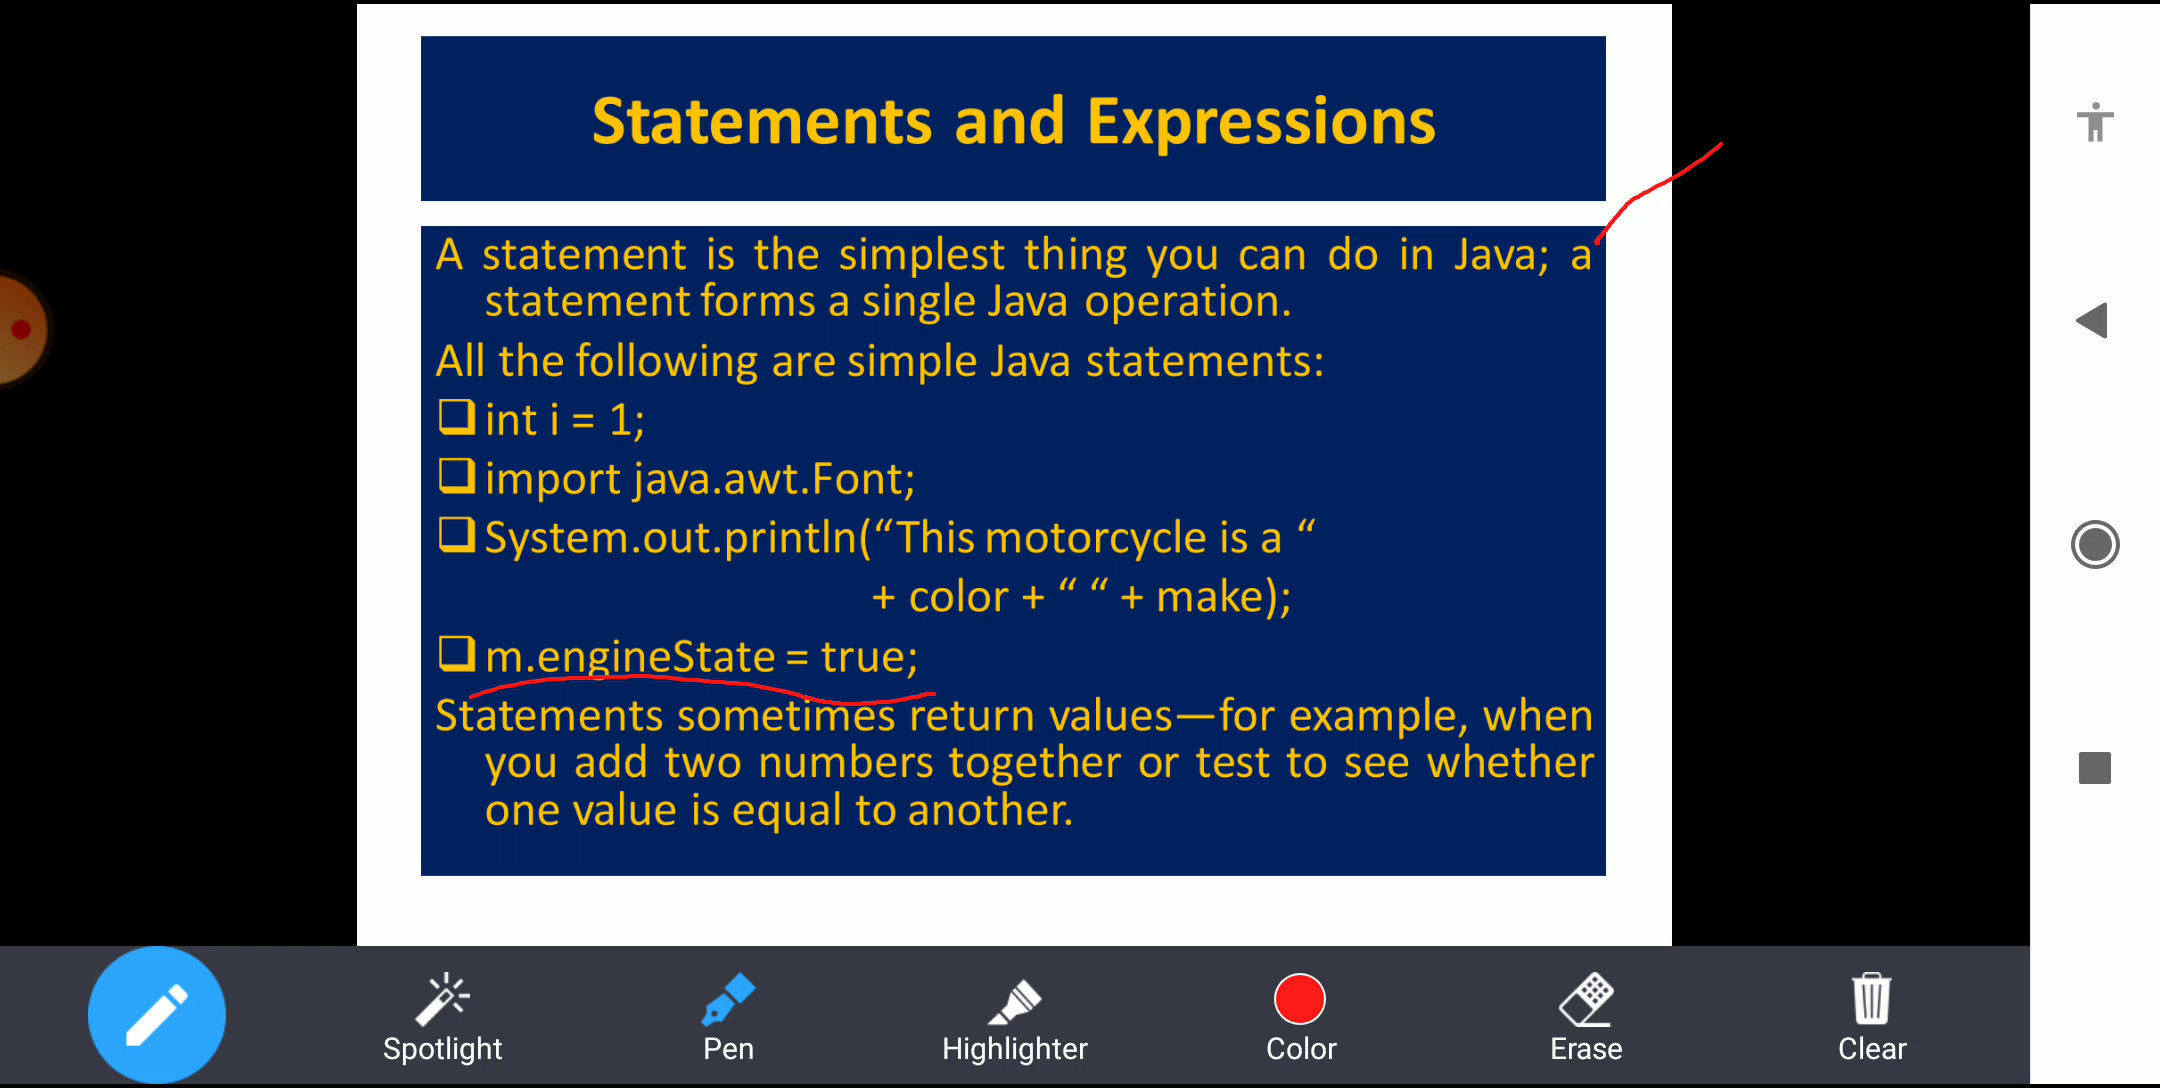 Statements and Expressions
A statement is the simplest thing you can do in Java; a
statement forms a single Java operation.
All the following are simple Java statements:
❑ int i = 1;
❑ import java.awt.Font;
❑ System.out.println(“This motorcycle is a “
+ color + “ “ + make);
❑ m.engineState = true;
Statements sometimes return values—for example, when
you add two numbers together or test to see whether
one value is equal to another.
Spotlight
Pen
Highlighter
Color
Erase
Clear